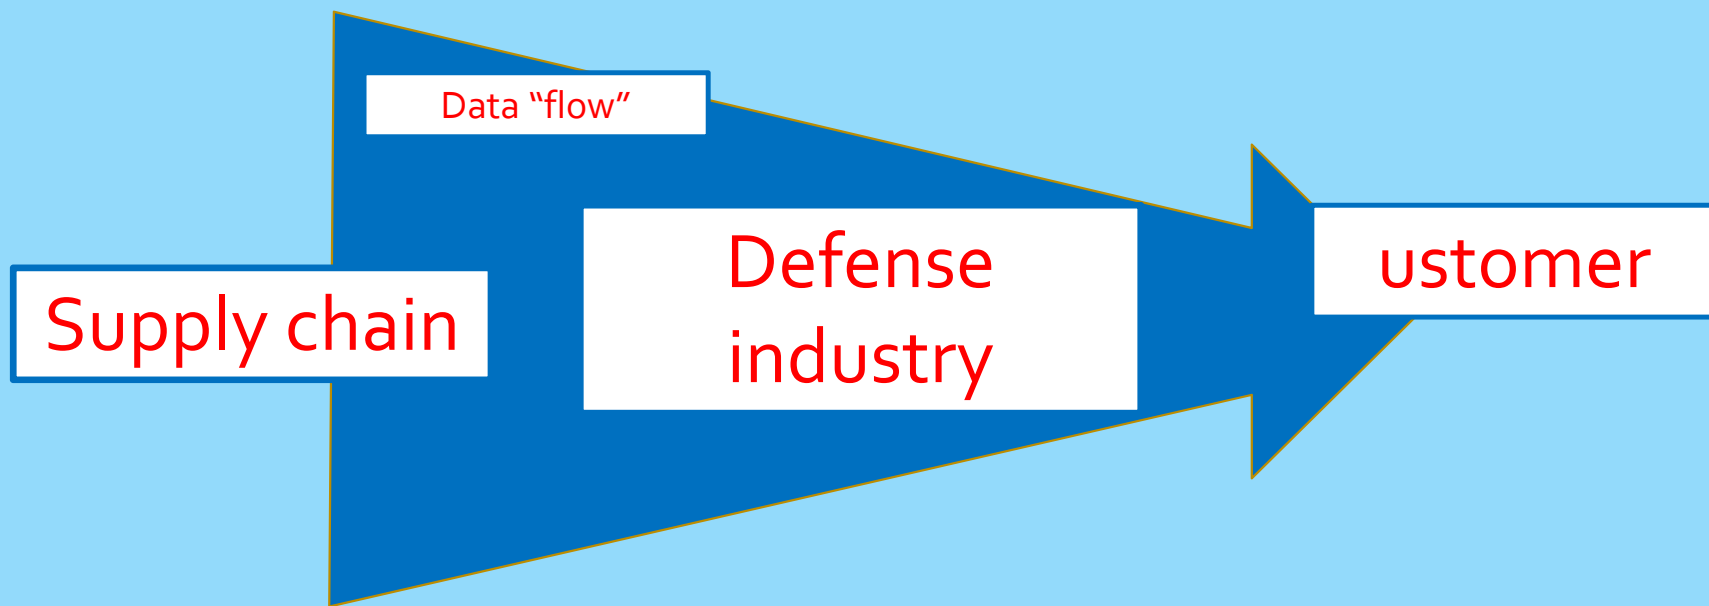 Data “flow”
Defense
industry
Supply chain
ustomer